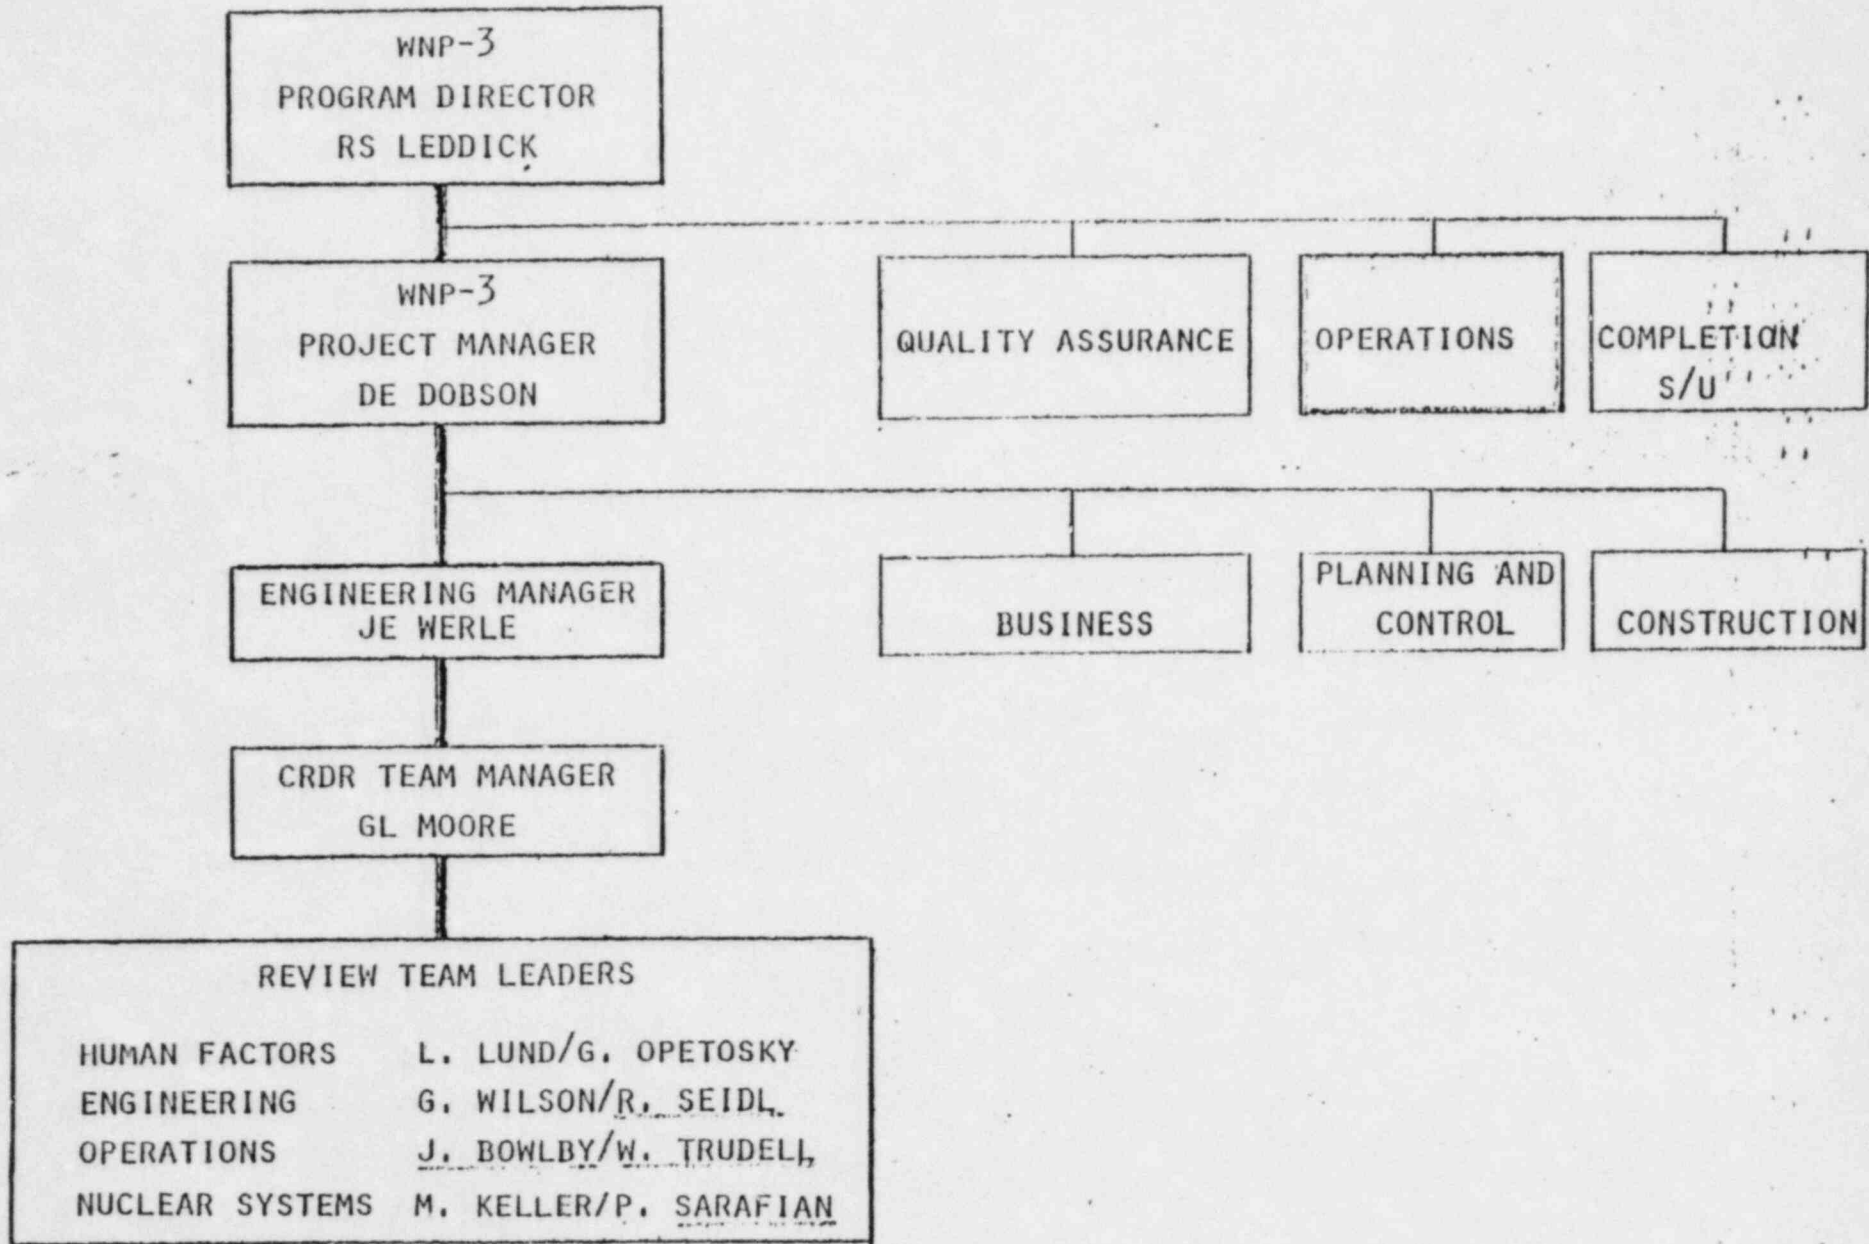 WNP-3
PROGRAM DIRECTOR
RS LEDDICK
WNP-3
PROJECT MANAGER
DE DOBSON
QUALITY ASSURANCE
OPERATIONS
COMPLETION
S/U
ENGINEERING MANAGER
JE WERLE
BUSINESS
PLANNING AND
CONTROL
CONSTRUCTION
CRDR TEAM MANAGER
GL MOORE
REVIEW TEAM LEADERS
HUMAN FACTORS L. LUND/G. OPETOSKY
ENGINEERING G. WILSON/R. SEIDL
OPERATIONS J. BOWLBY/W. TRUDELL
NUCLEAR SYSTEMS M. KELLER/P. SARAFIAN